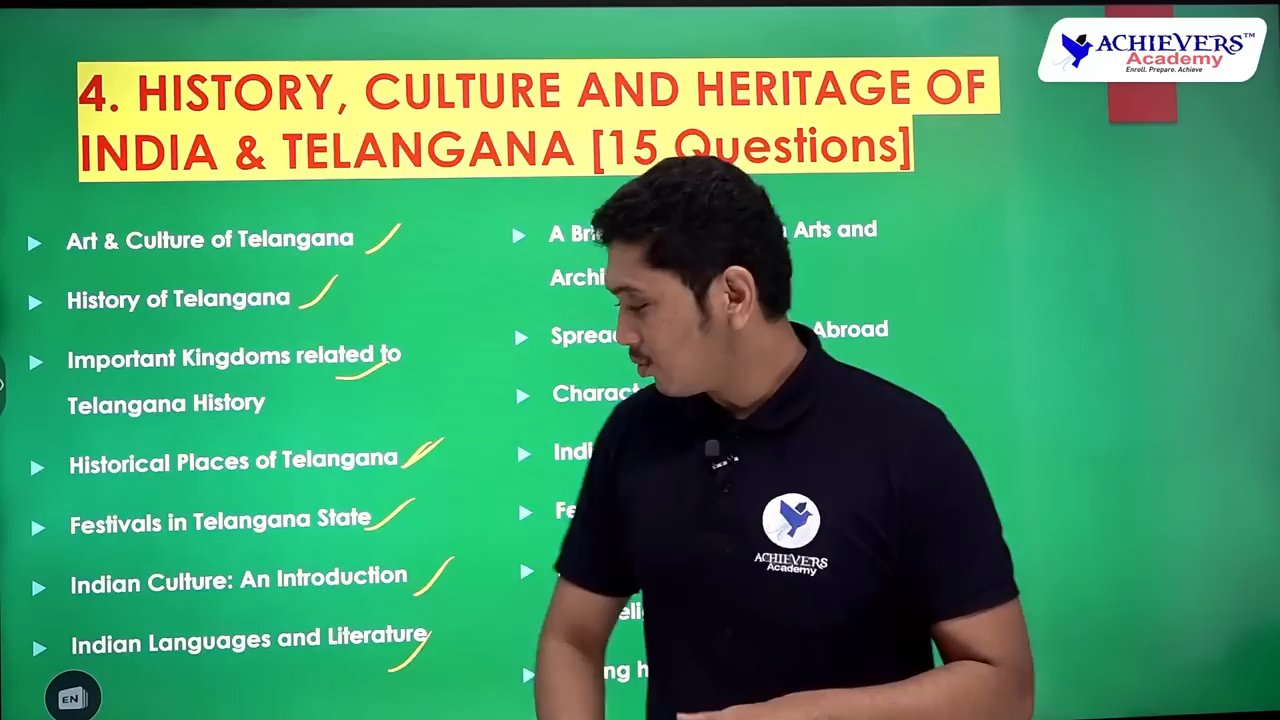 4. HISTORY, CULTURE AND HERITAGE OF
INDIA & TELANGANA [15 Questions]
Art & Culture of Telangana
History of Telangana
Important Kingdoms related to
Telangana History
Historical Places of Telangana
Festivals in Telangana State
Indian Culture: An Introduction
Indian Languages and Literature
A Arts and
Abroad
ACHIEVERS™
Academy
Enroll. Prepare. Achieve
ACHIEVERS
Academy
EN